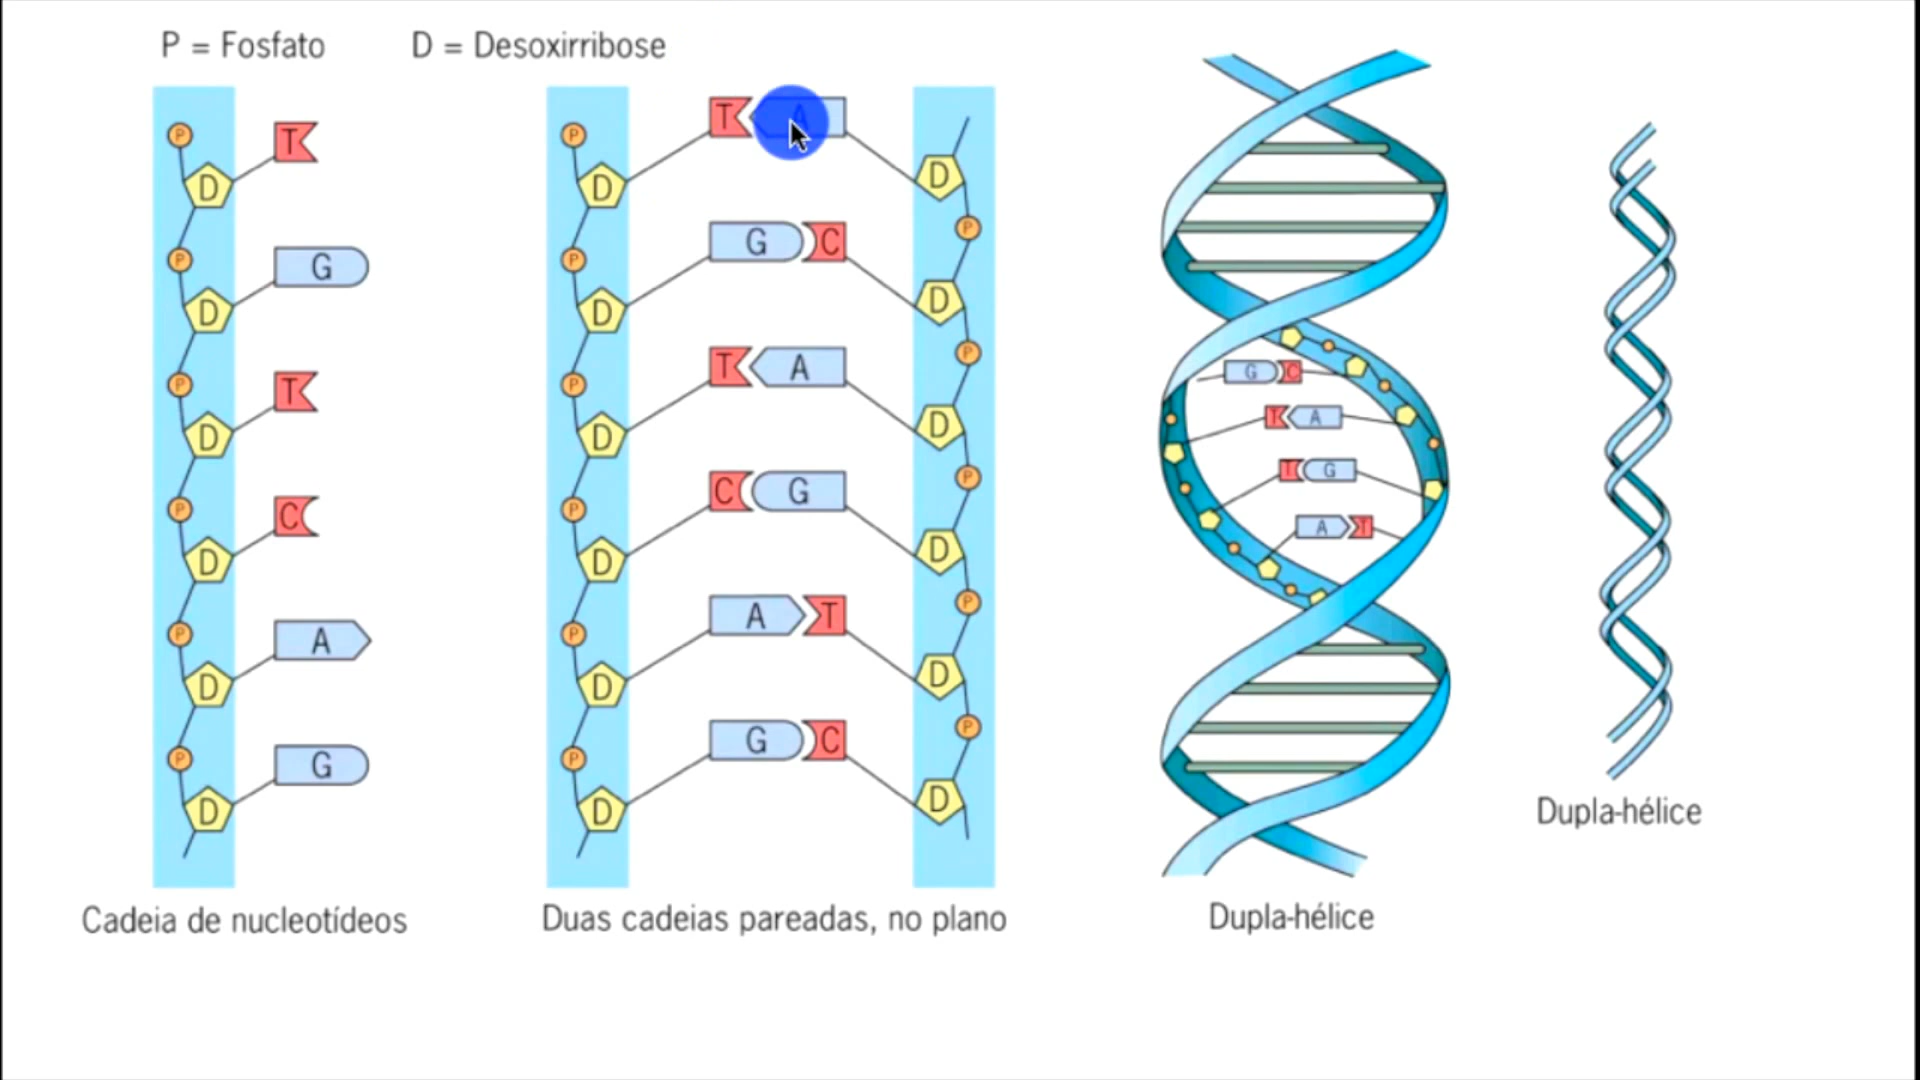 P = Fosfato D = Desoxirribose
P D T
P D G
P D T
P D C
P D A
P D G
Cadeia de nucleotídeos
P D T A D P
P D G C D P
P D T A D P
P D C G D P
P D A T D P
P D G C D
Duas cadeias pareadas, no plano
G C
T A
T G
A T
Dupla-hélice
Dupla-hélice